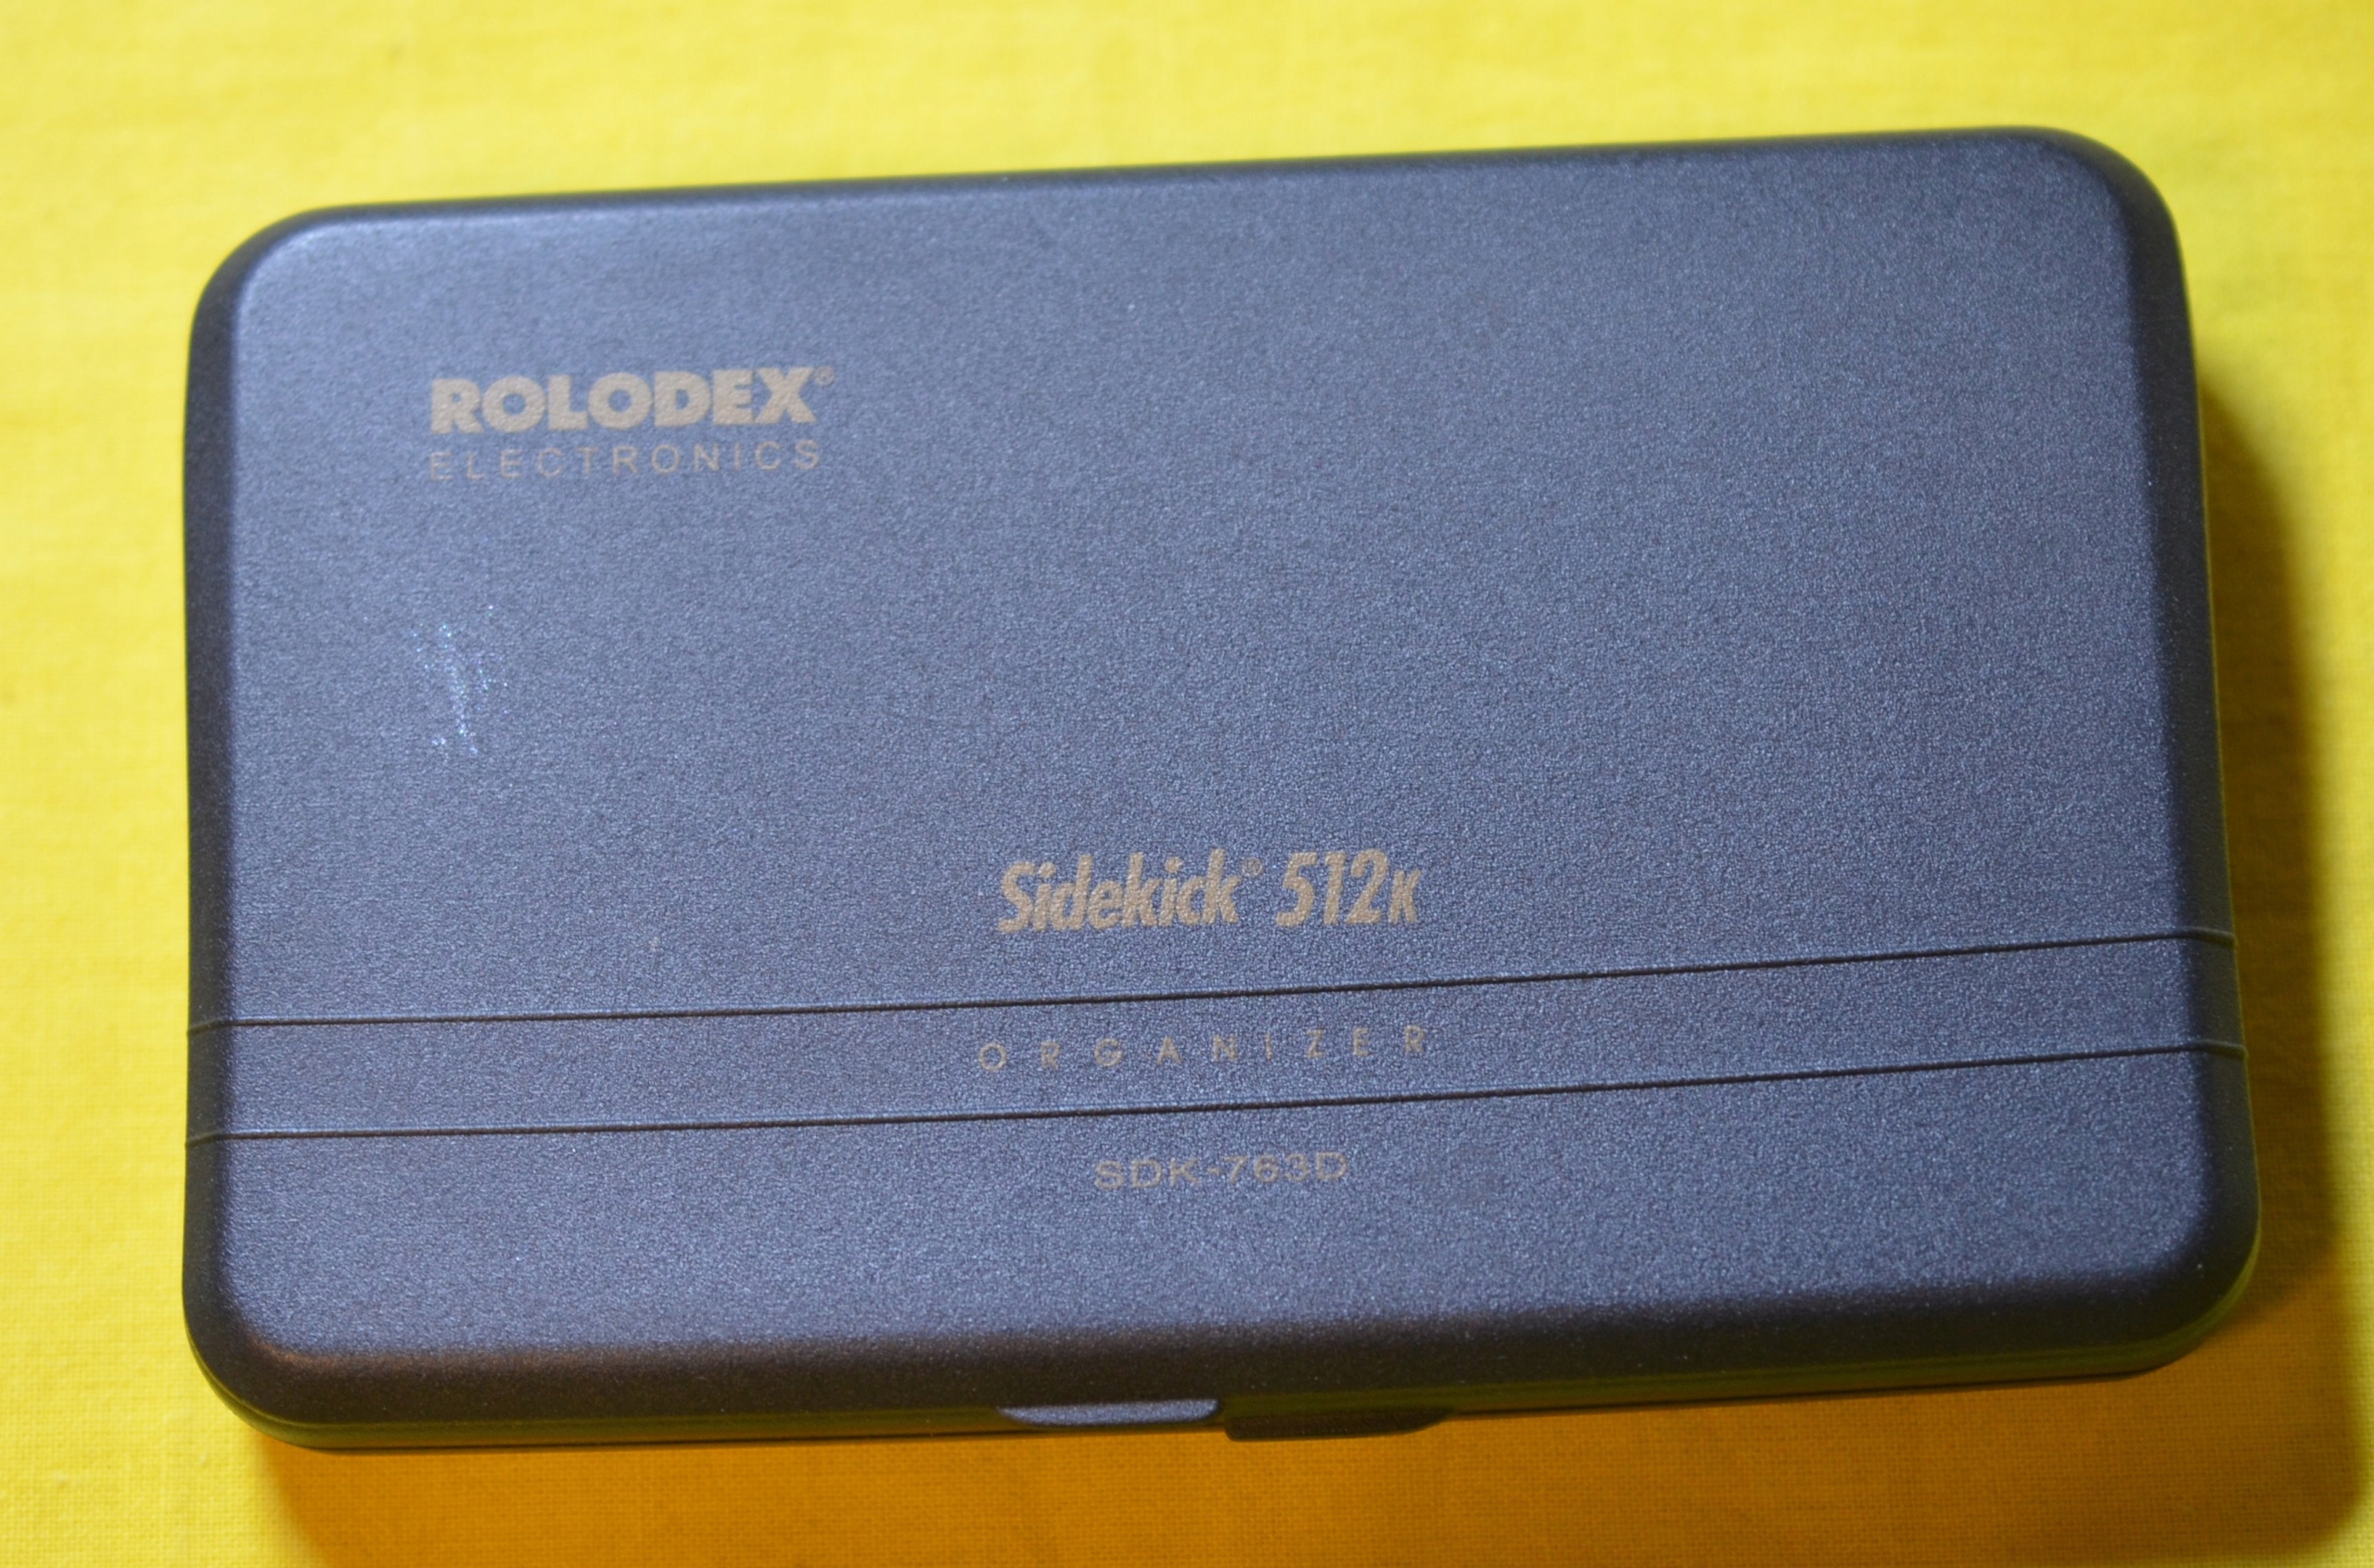 ROLODEX®
ELECTRONICS
Sidekick® 512K
ORGANIZER
SDK-763D